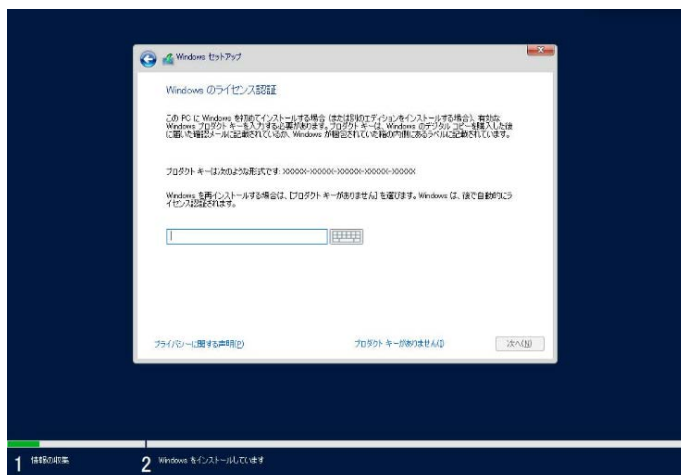 Windows セットアップ
Windows のライセンス認証
この PC に Windows を初めてインストールする場合 (または別のエディションをインストールする場合)、有効な
Windows プロダクト キーを入力する必要があります。プロダクト キーは、Windows のデジタル コピーを購入した後
に届いた確認メールに記載されているか、Windows が梱包されていた箱の内側にあるラベルに記載されています。
プロダクト キーは次のような形式です: XXXXX-XXXXX-XXXXX-XXXXX-XXXXX
Windows を再インストールする場合は、[プロダクト キーがありません] を選びます。Windows は、後で自動的にラ
イセンス認証されます。
プライバシーに関する声明(P) プロダクト キーがありません(I) 次へ(N)
1 情報の収集 2 Windows をインストールしています